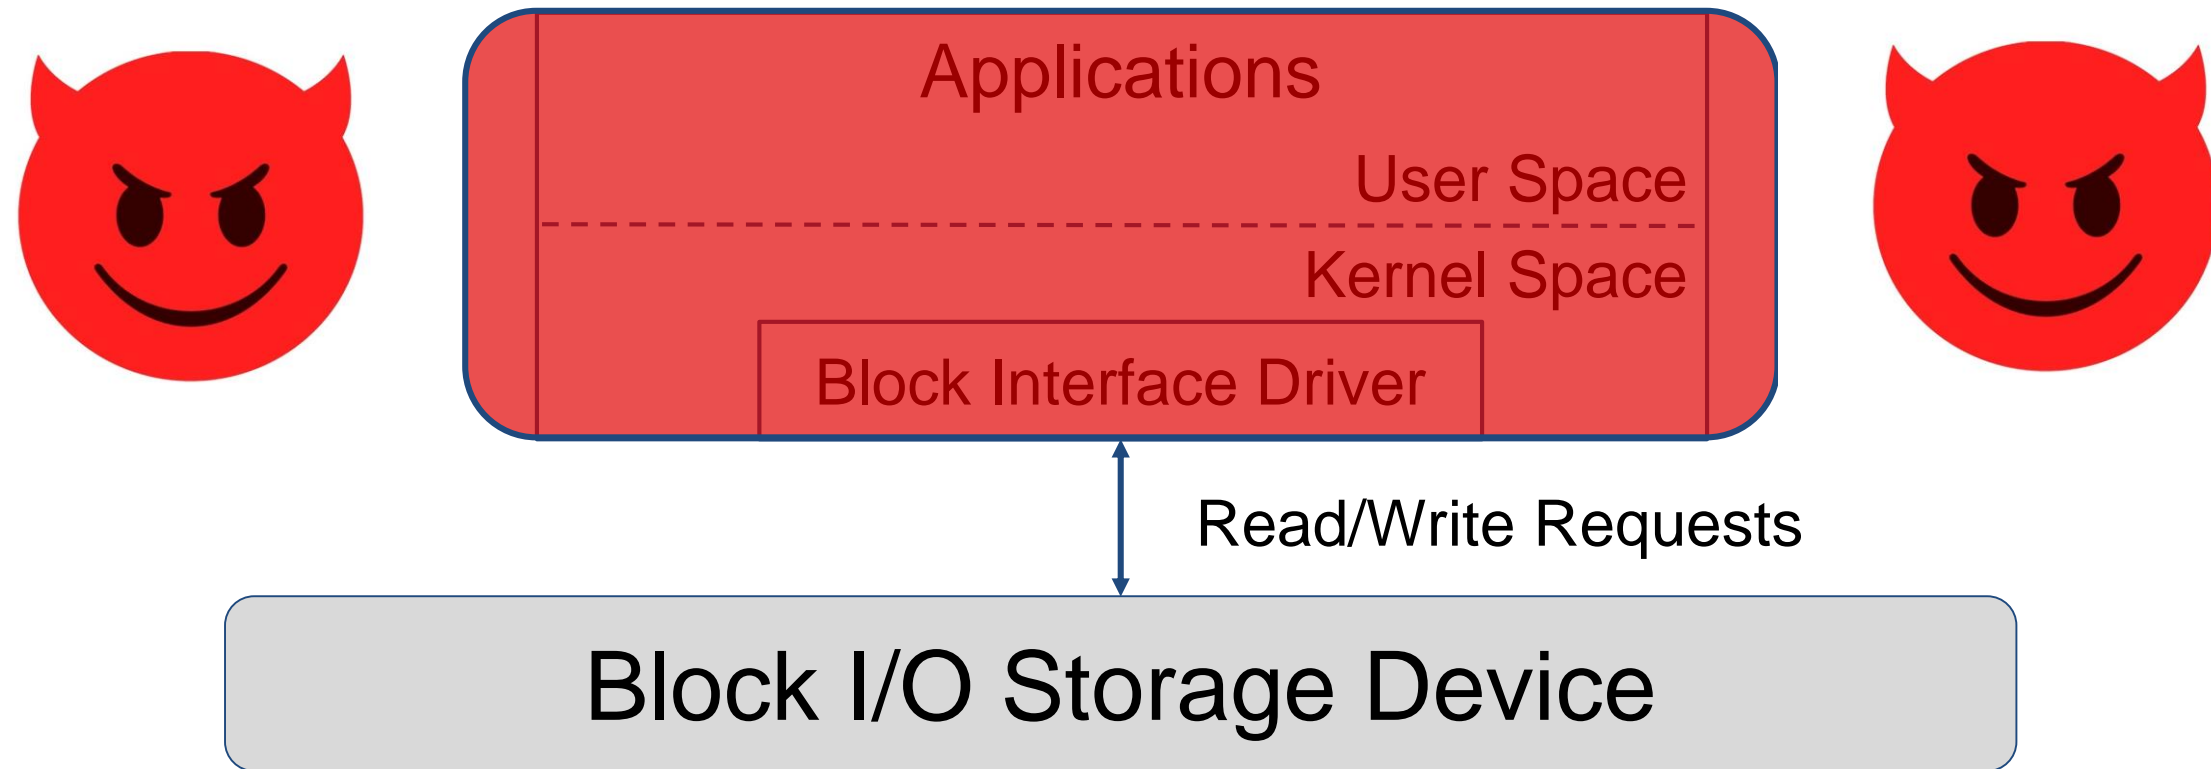 Applications
User Space
Kernel Space
Block Interface Driver
Read/Write Requests
Block I/O Storage Device